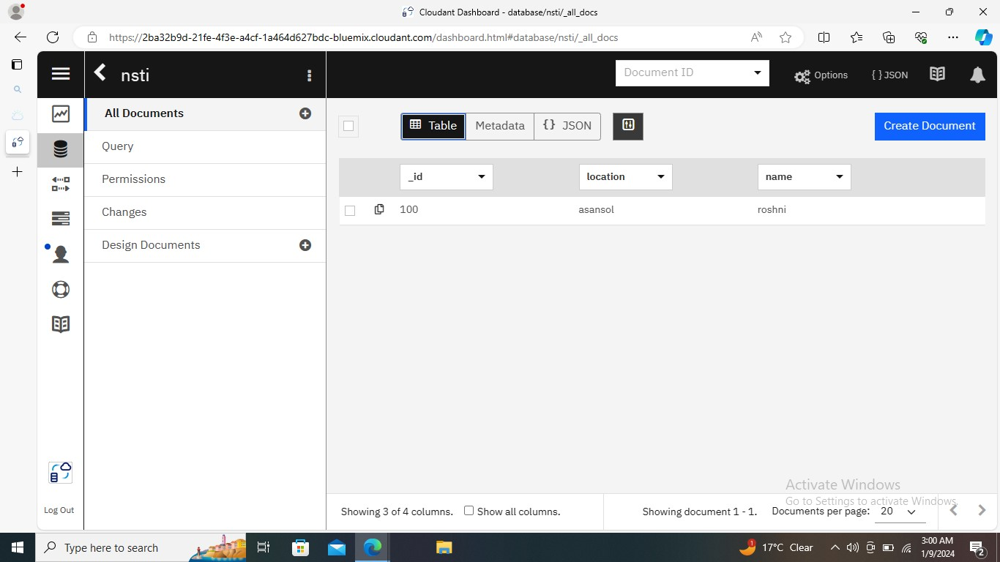 Cloudant Dashboard - database/nsti/_all_docs
https://2ba32b9d-21fe-4f3e-a4cf-1a464d627bdc-bluemix.cloudant.com/dashboard.html#database/nsti/_all_docs
nsti
Document ID
Options
{ } JSON
All Documents
Query
Permissions
Changes
Design Documents
Table
Metadata
{} JSON
Create Document
_id location name
100 asansol roshni
Log Out
Activate Windows
Go to Settings to activate Windows.
Showing 3 of 4 columns. Show all columns.
Showing document 1 - 1. Documents per page: 20
Type here to search
1
17°C Clear
3:00 AM
1/9/2024
2